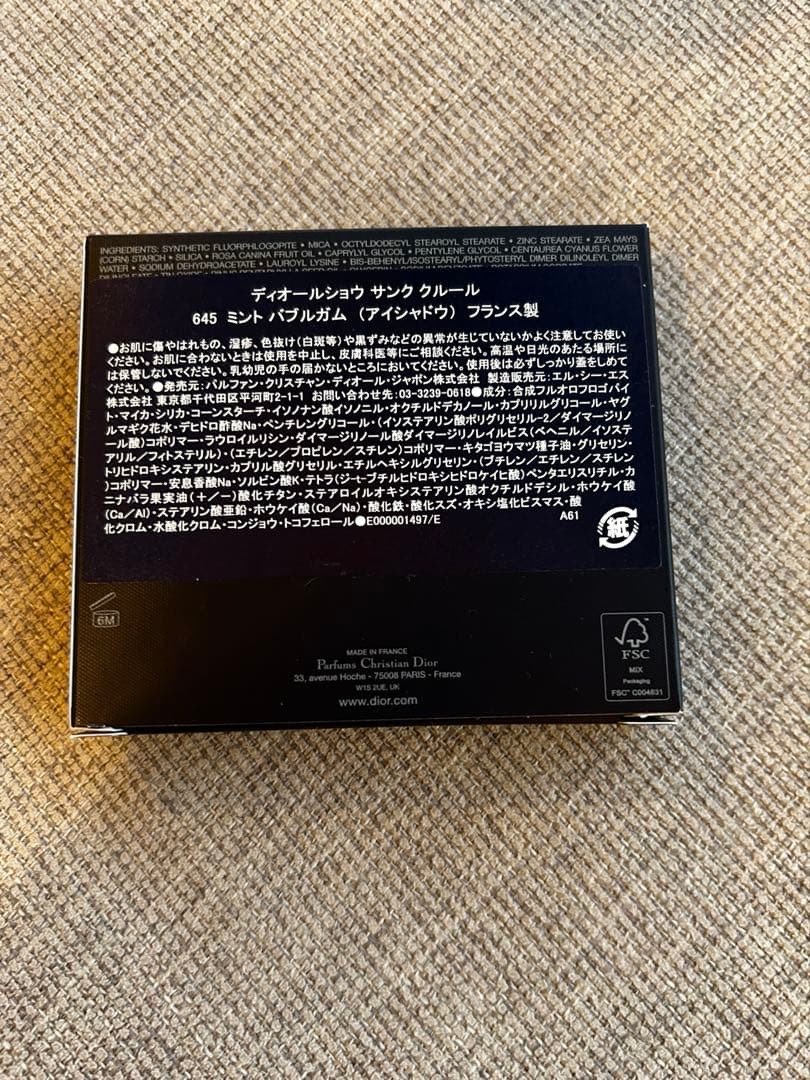 INGREDIENTS: SYNTHETIC FLUORPHLOGOPITE • MICA • OCTYLDODECYL STEAROYL STEARATE • ZINC STEARATE • ZEA MAYS
(CORN) STARCH • SILICA • ROSA CANINA FRUIT OIL • CAPRYLYL GLYCOL • PENTYLENE GLYCOL • CENTAUREA CYANUS FLOWER
WATER • SODIUM DEHYDROACETATE • LAUROYL LYSINE • BIS-BEHENYL/ISOSTEARYL/PHYTOSTERYL DIMER DILINOLEYL DIMER
ディオールショウ サンク クルール
645 ミント バブルガム (アイシャドウ) フランス製
●お肌に傷やはれもの、湿疹、色抜け(白斑等)や黒ずみなどの異常が生じていないかよく注意してお使い
ください。お肌に合わないときは使用を中止し、皮膚科医等にご相談ください。高温や日光のあたる場所に
は保管しないでください。乳幼児の手の届かないところにおいてください。使用後は必ずしっかり蓋をしめて
ください。●発売元:パルファン・クリスチャン・ディオール・ジャポン株式会社 製造販売元:エル・シー・エス
株式会社 東京都千代田区平河町2-1-1 お問い合わせ先:03-3239-0618●成分:合成フルオロフロゴパイ
ト・マイカ・シリカ・コーンスターチ・イソノナン酸イソノニル・オクチルドデカノール・カプリリルグリコール・ヤグ
ルマギク花水・デヒドロ酢酸Na・ペンチレングリコール・(イソステアリン酸ポリグリセリル-2/ダイマージリノ
ール酸)コポリマー・ラウロイルリシン・ダイマージリノール酸ダイマージリノレイルビス(ベヘニル/イソステ
アリル/フィトステリル)・(エチレン/プロピレン/スチレン)コポリマー・キタゴヨウマツ種子油・グリセリン・
トリヒドロキシステアリン・カプリル酸グリセリル・エチルヘキシルグリセリン・(ブチレン/エチレン/スチレン
)コポリマー・安息香酸Na・ソルビン酸K・テトラ(ジ-t-ブチルヒドロキシヒドロケイヒ酸)ペンタエリスリチル・カ
ニナバラ果実油(+/-)酸化チタン・ステアロイルオキシステアリン酸オクチルドデシル・ホウケイ酸
(Ca/Al)・ステアリン酸亜鉛・ホウケイ酸(Ca/Na)・酸化鉄・酸化スズ・オキシ塩化ビスマス・酸
化クロム・水酸化クロム・コンジョウ・トコフェロール●E000001497/E A61
紙
6M
MADE IN FRANCE
Parfums Christian Dior
33, avenue Hoche - 75008 PARIS - France
W1S 2UE, UK
www.dior.com
FSC
MIX
Packaging
FSC™ C004831